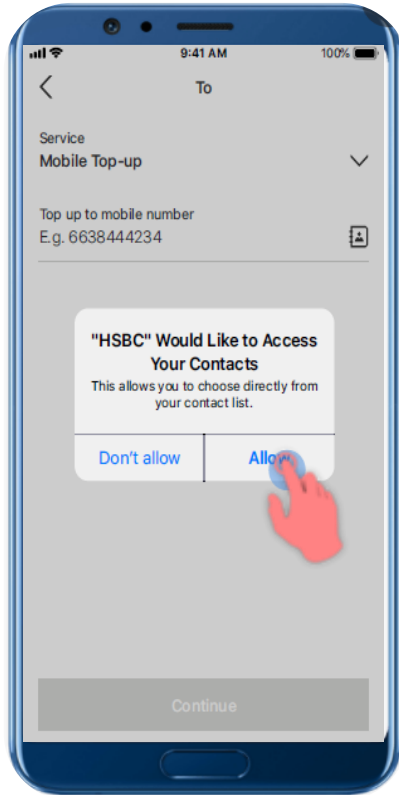 9:41 AM 100%
To
Service
Mobile Top-up
Top up to mobile number
E.g. 6638444234
"HSBC" Would Like to Access
Your Contacts
This allows you to choose directly from
your contact list.
Don't allow Allow
Continue